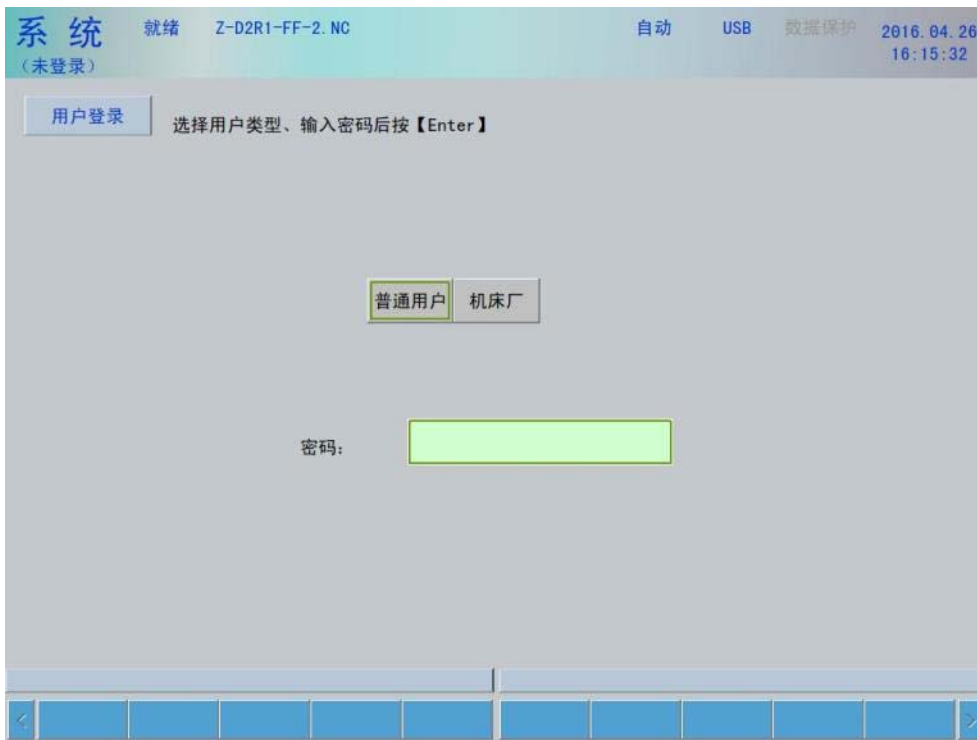 系 统 就绪 Z-D2R1-FF-2.NC 自动 USB 数据保护 2016.04.26
（未登录） 16:15:32
用户登录 选择用户类型、输入密码后按【Enter】
普通用户 机床厂
密码:
< >